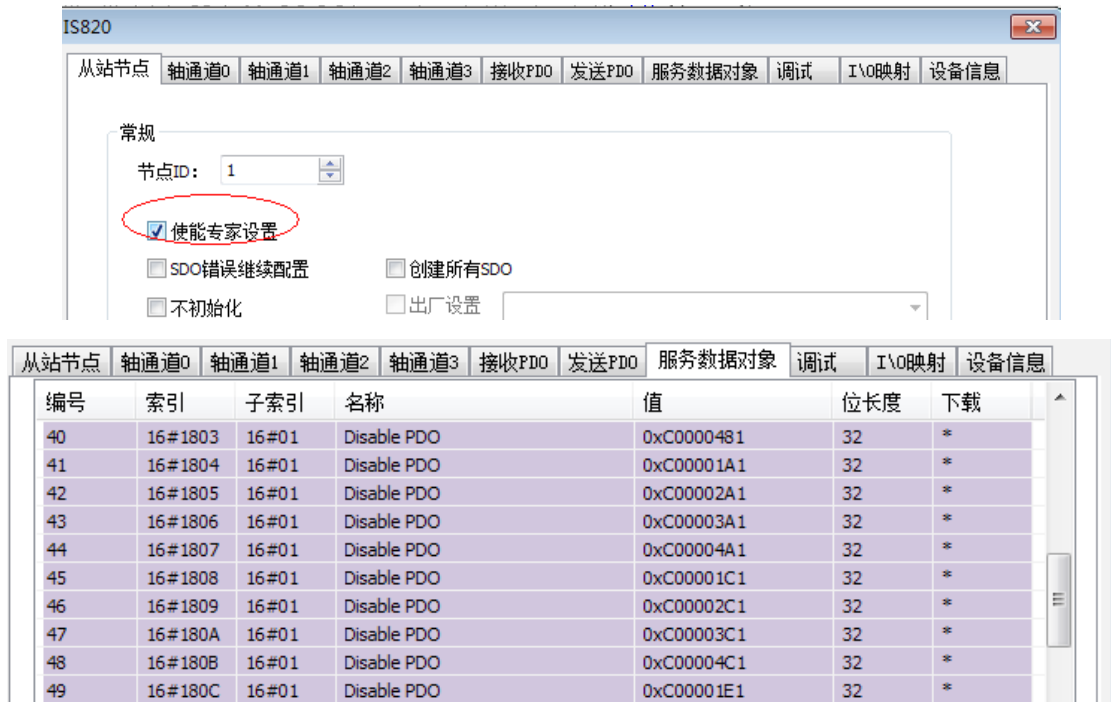 IS820
从站节点 轴通道0 轴通道1 轴通道2 轴通道3 接收PDO 发送PDO 服务数据对象 调试 I\O映射 设备信息
常规
节点ID: 1
使能专家设置
SDO错误继续配置 创建所有SDO
不初始化 出厂设置
从站节点 轴通道0 轴通道1 轴通道2 轴通道3 接收PDO 发送PDO 服务数据对象 调试 I\O映射 设备信息
编号 索引 子索引 名称 值 位长度 下载
40 16#1803 16#01 Disable PDO 0xC0000481 32 *
41 16#1804 16#01 Disable PDO 0xC00001A1 32 *
42 16#1805 16#01 Disable PDO 0xC00002A1 32 *
43 16#1806 16#01 Disable PDO 0xC00003A1 32 *
44 16#1807 16#01 Disable PDO 0xC00004A1 32 *
45 16#1808 16#01 Disable PDO 0xC00001C1 32 *
46 16#1809 16#01 Disable PDO 0xC00002C1 32 *
47 16#180A 16#01 Disable PDO 0xC00003C1 32 *
48 16#180B 16#01 Disable PDO 0xC00004C1 32 *
49 16#180C 16#01 Disable PDO 0xC00001E1 32 *